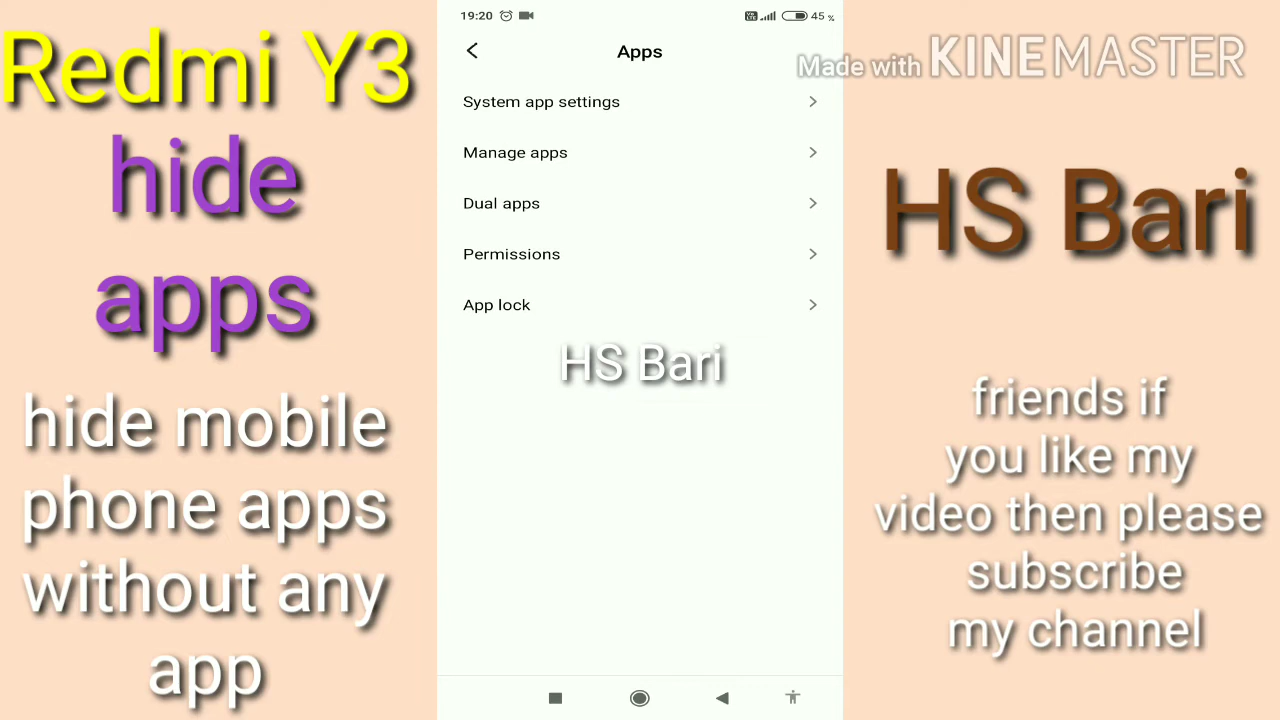 Redmi Y3
hide
apps
hide mobile
phone apps
without any
app
19:20
45 %
Apps
System app settings
Manage apps
Dual apps
Permissions
App lock
HS Bari
Made with KINEMASTER
HS Bari
friends if
you like my
video then please
subscribe
my channel